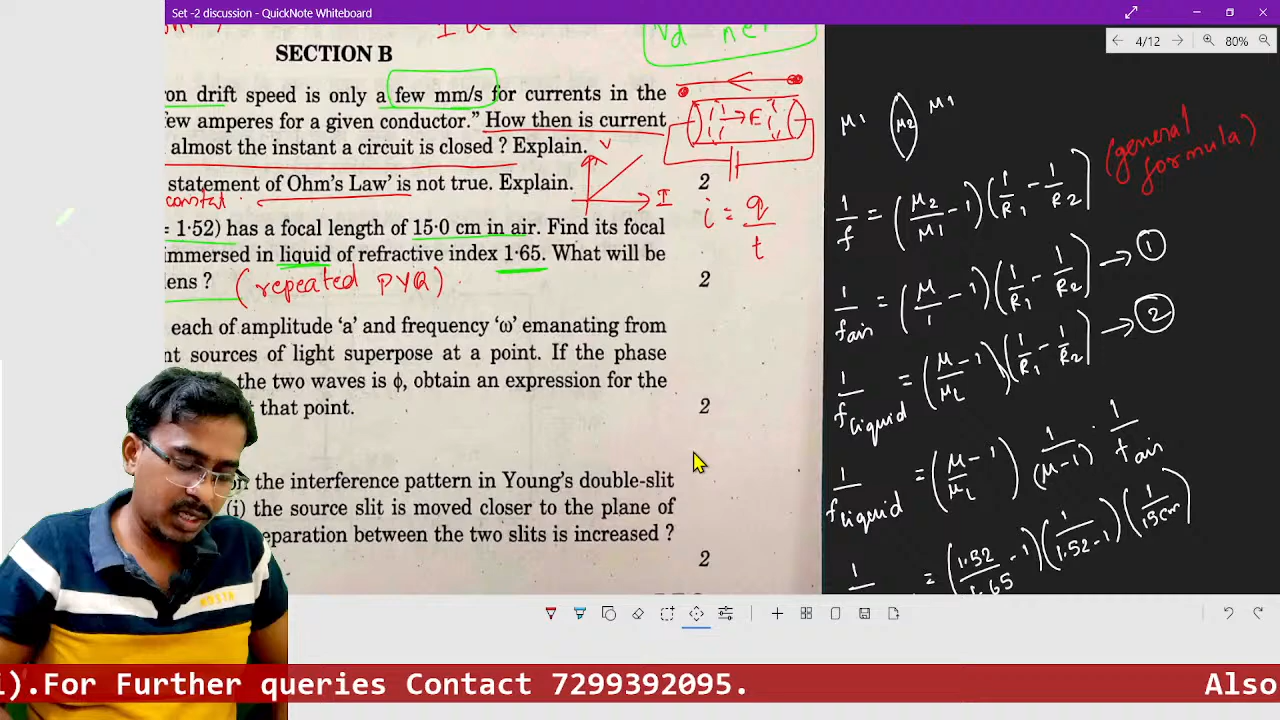 Set -2 discussion - QuickNote Whiteboard
4/12
80%
SECTION B
Vd
on drift speed is only a few mm/s for currents in the
few amperes for a given conductor.” How then is current
almost the instant a circuit is closed ? Explain.
V
I
E
statement of Ohm's Law’ is not true. Explain.
2
constat
i = q/t
= 1·52) has a focal length of 15·0 cm in air. Find its focal
mmersed in liquid of refractive index 1·65. What will be
lens ? (repeated PYQ)
2
each of amplitude ‘a’ and frequency ‘ω’ emanating from
nt sources of light superpose at a point. If the phase
the two waves is ϕ, obtain an expression for the
that point.
2
on the interference pattern in Young's double-slit
(i) the source slit is moved closer to the plane of
eparation between the two slits is increased ?
2
μ1 μ2 μ1
1/f = (μ2/μ1 - 1)(1/R1 - 1/R2) (general formula)
1/fair = (μ/1 - 1)(1/R1 - 1/R2) → 1
1/fliquid = (μ/μL - 1)(1/R1 - 1/R2) → 2
1/fliquid = (μ/μL - 1) 1/(μ-1) · 1/fair
1 = (1.52/1.65 - 1)(1/1.52-1)(1/15cm)
i).For Further queries Contact 7299392095.
Also